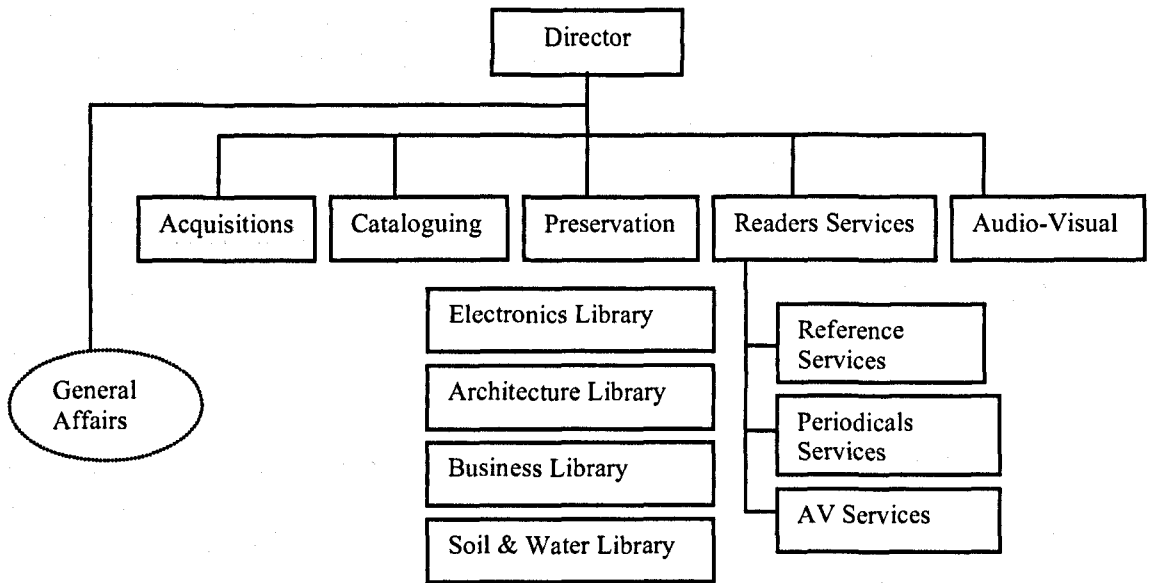 Director
Acquisitions
Cataloguing
Preservation
Readers Services
Audio-Visual
General
Affairs
Electronics Library
Architecture Library
Business Library
Soil & Water Library
Reference
Services
Periodicals
Services
AV Services